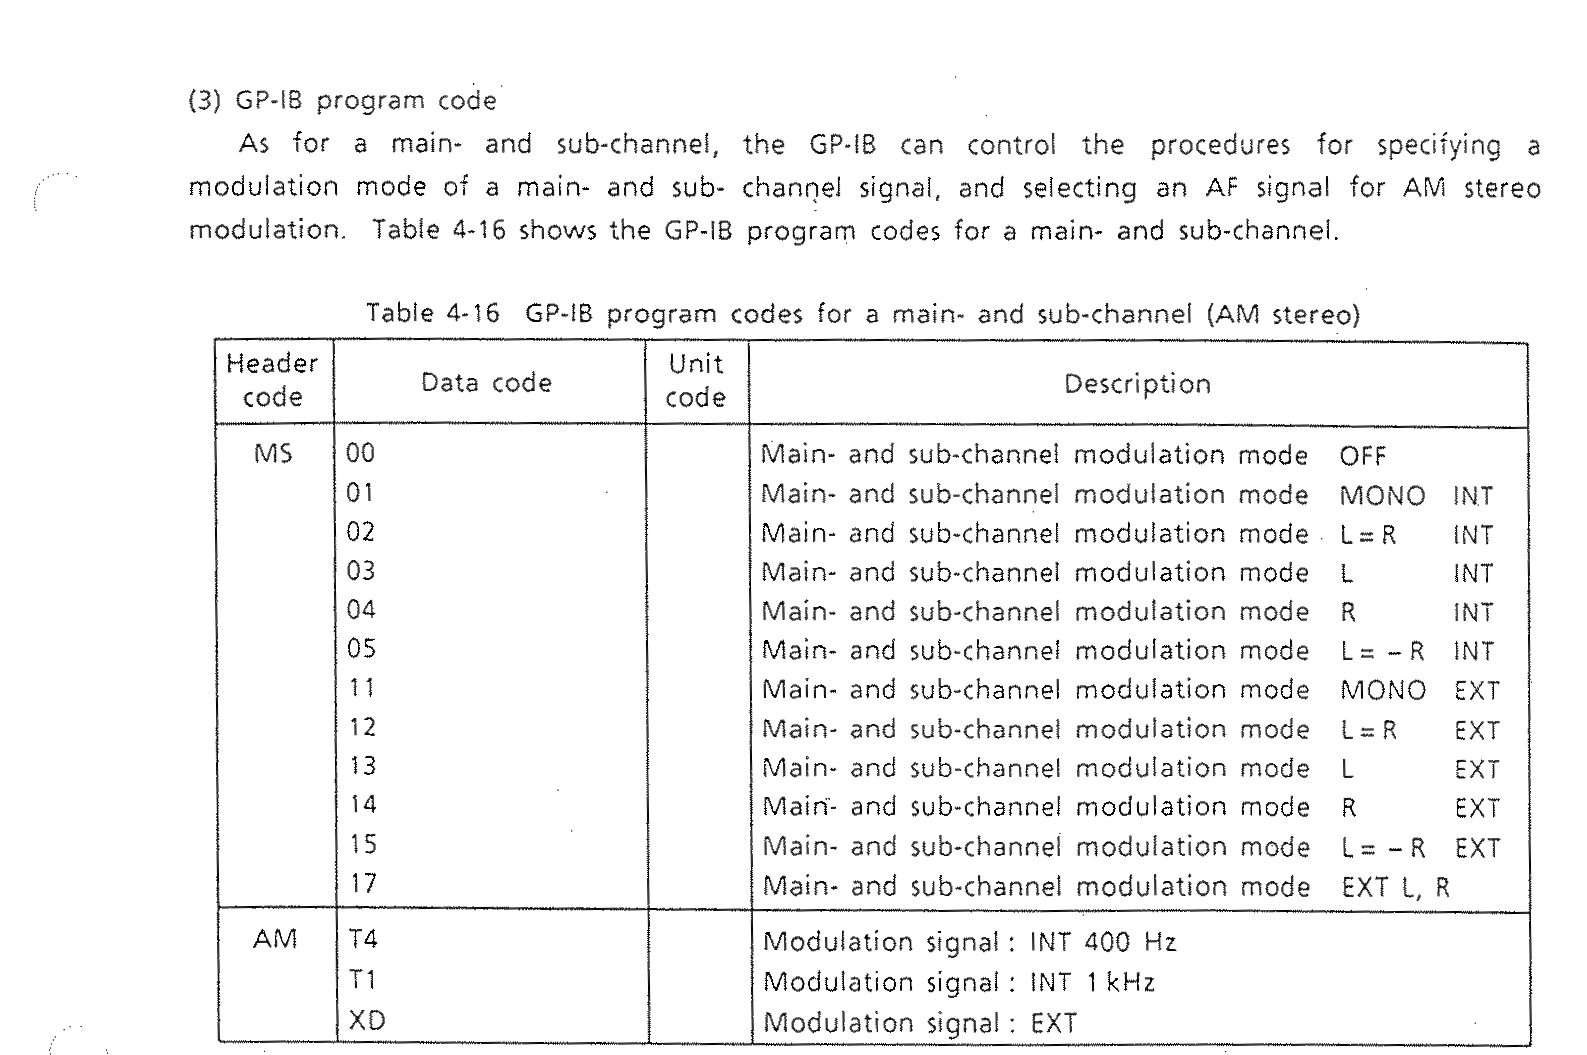 (3) GP-IB program code
As for a main- and sub-channel, the GP-IB can control the procedures for specifying a
modulation mode of a main- and sub- channel signal, and selecting an AF signal for AM stereo
modulation. Table 4-16 shows the GP-IB program codes for a main- and sub-channel.
Table 4-16 GP-IB program codes for a main- and sub-channel (AM stereo)
Header code Data code Unit code Description
MS 00 Main- and sub-channel modulation mode OFF
01 Main- and sub-channel modulation mode MONO INT
02 Main- and sub-channel modulation mode L=R INT
03 Main- and sub-channel modulation mode L INT
04 Main- and sub-channel modulation mode R INT
05 Main- and sub-channel modulation mode L= -R INT
11 Main- and sub-channel modulation mode MONO EXT
12 Main- and sub-channel modulation mode L=R EXT
13 Main- and sub-channel modulation mode L EXT
14 Main- and sub-channel modulation mode R EXT
15 Main- and sub-channel modulation mode L= -R EXT
17 Main- and sub-channel modulation mode EXT L, R
AM T4 Modulation signal : INT 400 Hz
T1 Modulation signal : INT 1 kHz
XD Modulation signal : EXT